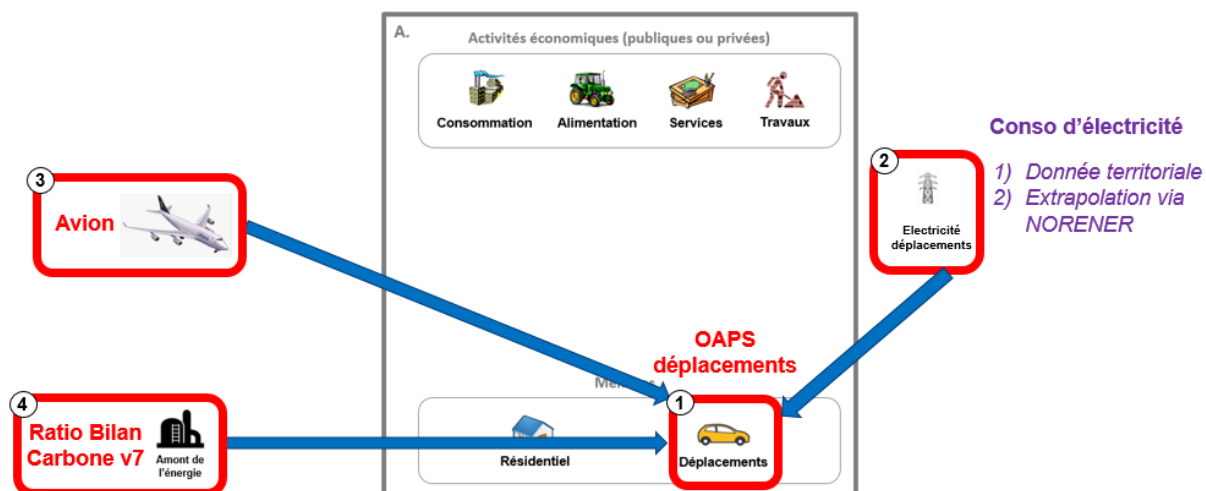 A.
Activités économiques (publiques ou privées)
Consommation
Alimentation
Services
Travaux
3
Avion
2
Electricité
déplacements
Conso d'électricité
1) Donnée territoriale
2) Extrapolation via
NORENER
OAPS
déplacements
1
Résidentiel
Déplacements
4
Ratio Bilan
Carbone v7
Amont de
l'énergie